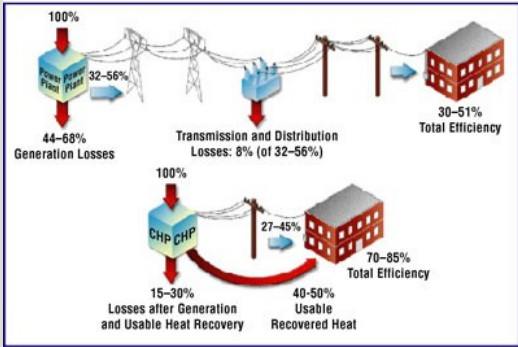 100%
Power Plant
Power Plant
32–56%
44–68%
Generation Losses
Transmission and Distribution
Losses: 8% (of 32–56%)
30–51%
Total Efficiency
100%
CHP
CHP
27–45%
70–85%
Total Efficiency
15–30%
Losses after Generation
and Usable Heat Recovery
40-50%
Usable
Recovered Heat